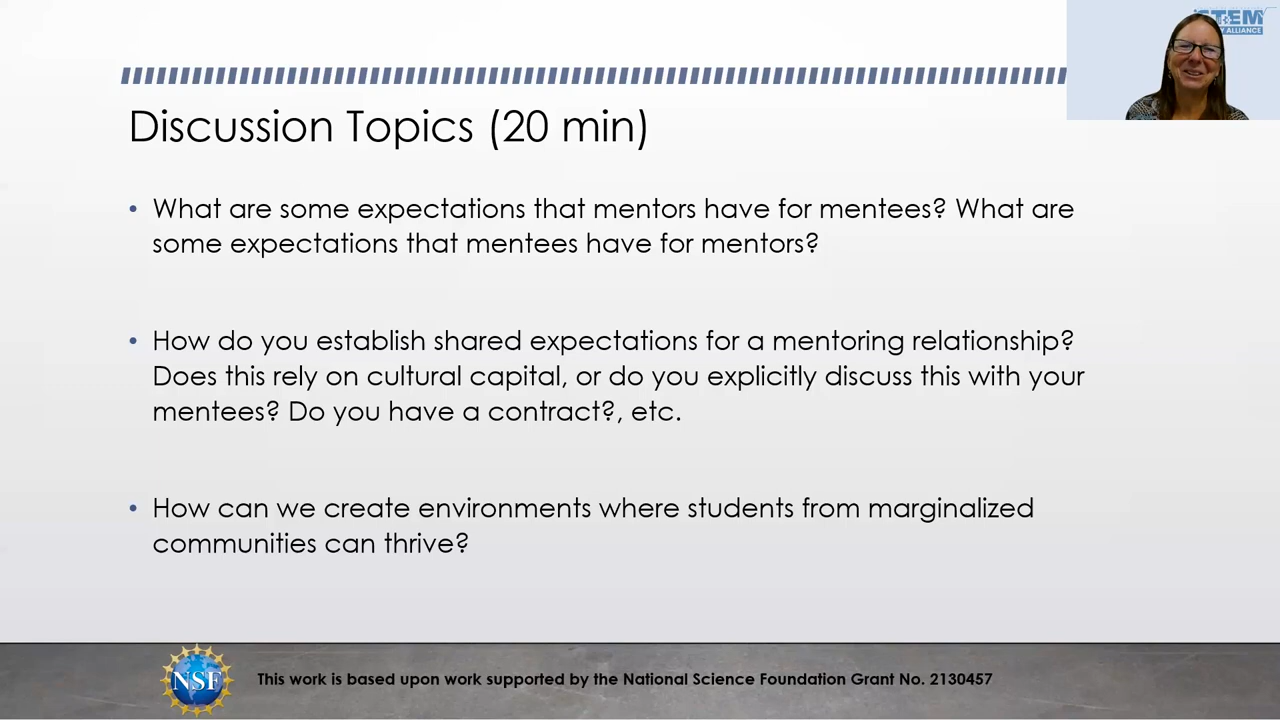 STEM
ALLIANCE
Discussion Topics (20 min)
• What are some expectations that mentors have for mentees? What are
some expectations that mentees have for mentors?
• How do you establish shared expectations for a mentoring relationship?
Does this rely on cultural capital, or do you explicitly discuss this with your
mentees? Do you have a contract?, etc.
• How can we create environments where students from marginalized
communities can thrive?
NSF
This work is based upon work supported by the National Science Foundation Grant No. 2130457